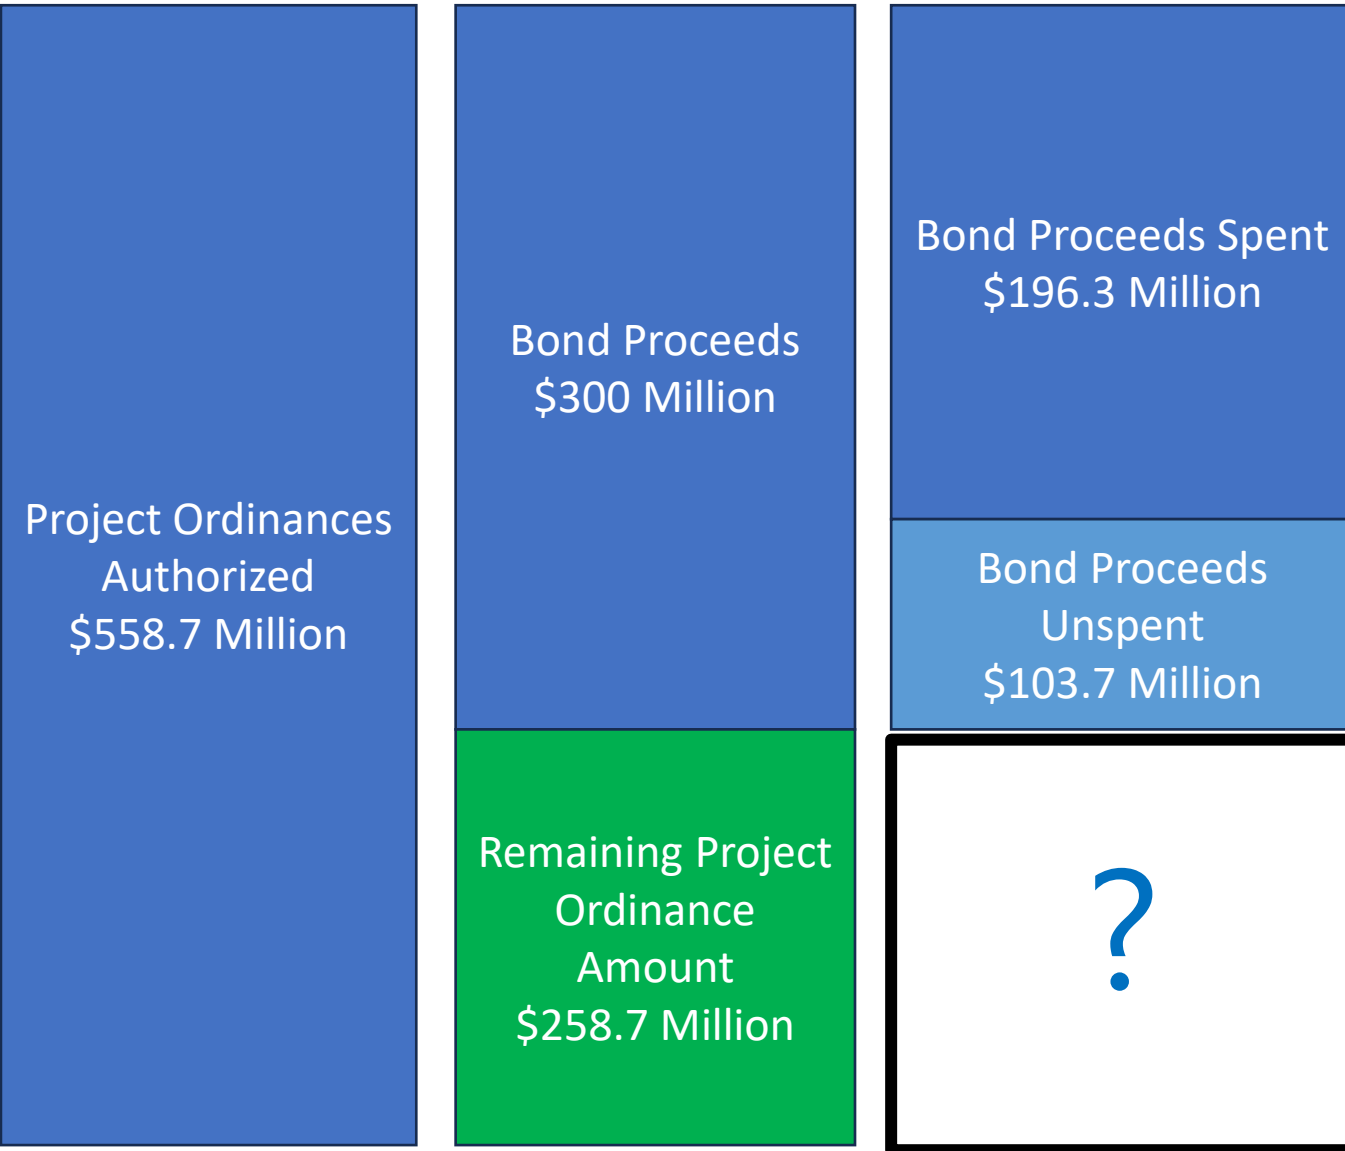 Project Ordinances
Authorized
$558.7 Million
Bond Proceeds
$300 Million
Remaining Project
Ordinance
Amount
$258.7 Million
Bond Proceeds Spent
$196.3 Million
Bond Proceeds
Unspent
$103.7 Million
?